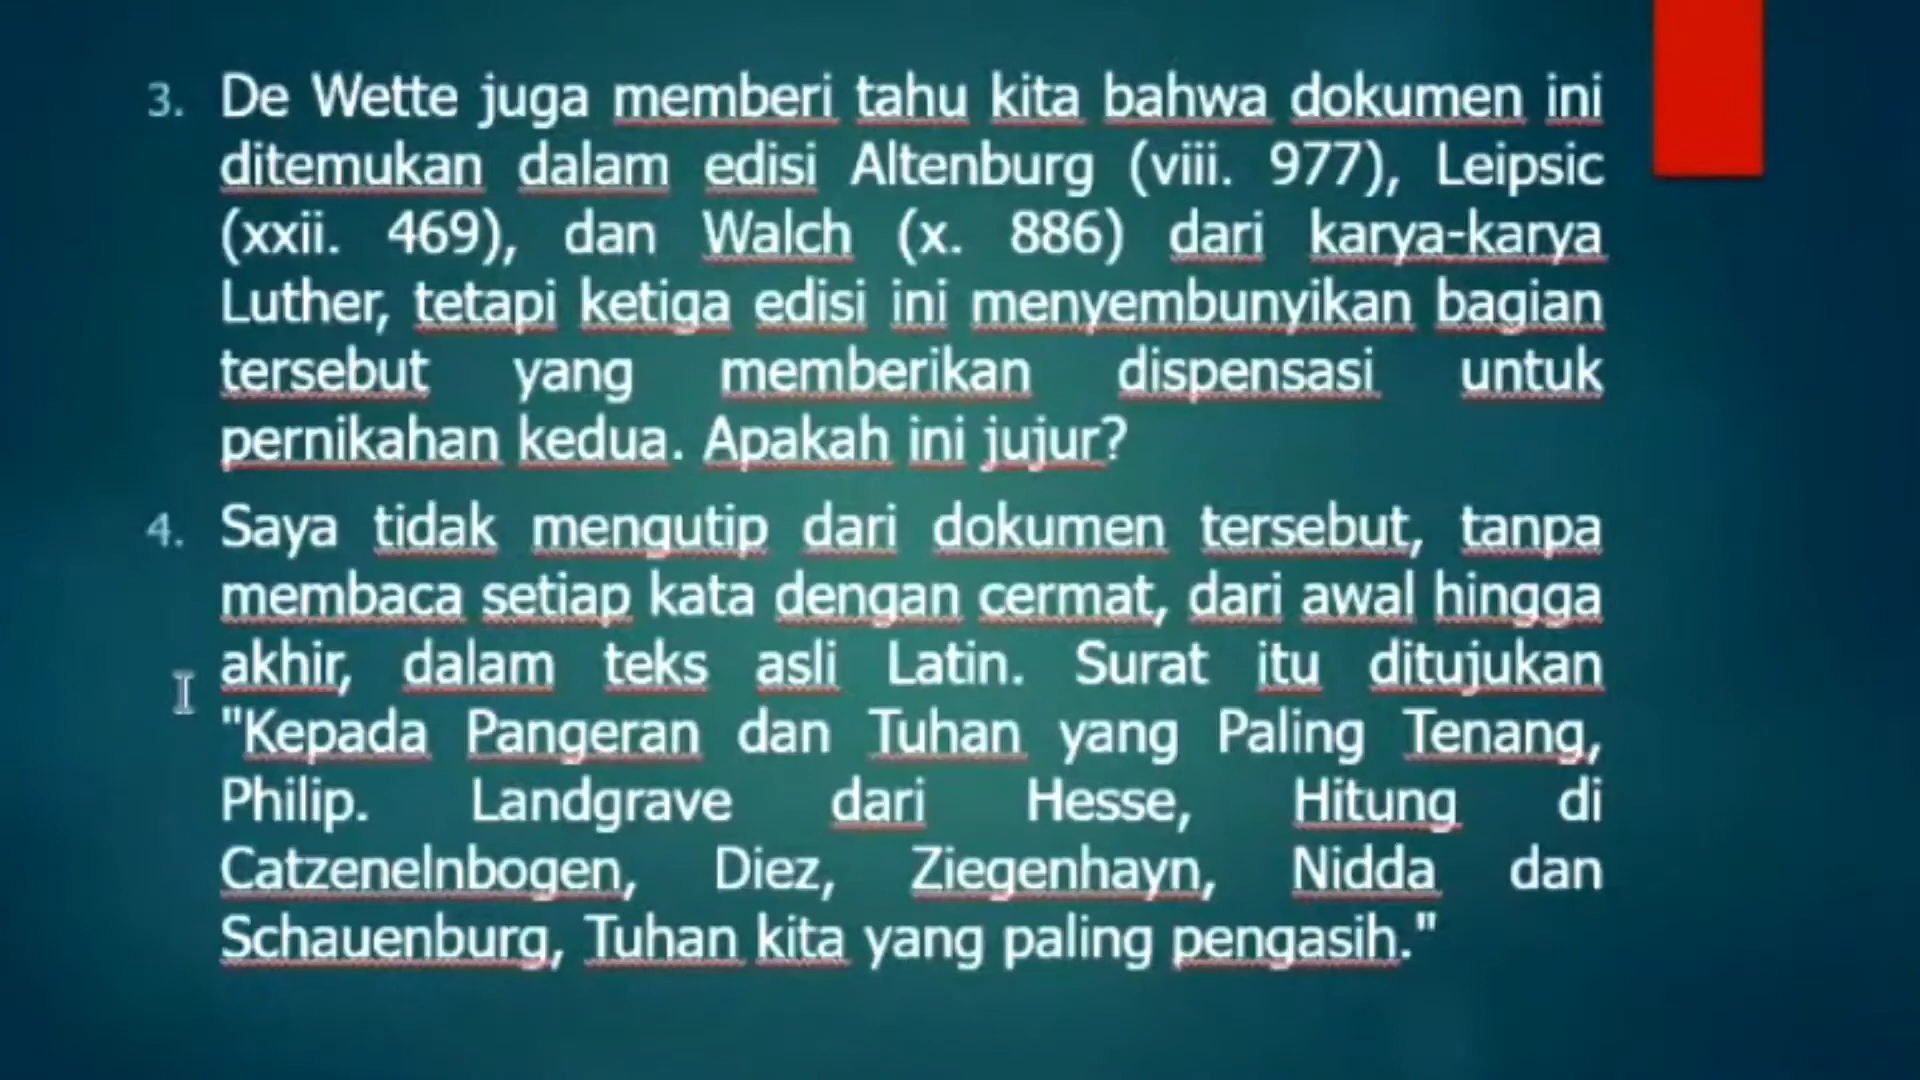 3. De Wette juga memberi tahu kita bahwa dokumen ini
ditemukan dalam edisi Altenburg (viii. 977), Leipsic
(xxii. 469), dan Walch (x. 886) dari karya-karya
Luther, tetapi ketiga edisi ini menyembunyikan bagian
tersebut yang memberikan dispensasi untuk
pernikahan kedua. Apakah ini jujur?
4. Saya tidak mengutip dari dokumen tersebut, tanpa
membaca setiap kata dengan cermat, dari awal hingga
akhir, dalam teks asli Latin. Surat itu ditujukan
"Kepada Pangeran dan Tuhan yang Paling Tenang,
Philip. Landgrave dari Hesse, Hitung di
Catzenelnbogen, Diez, Ziegenhayn, Nidda dan
Schauenburg, Tuhan kita yang paling pengasih."